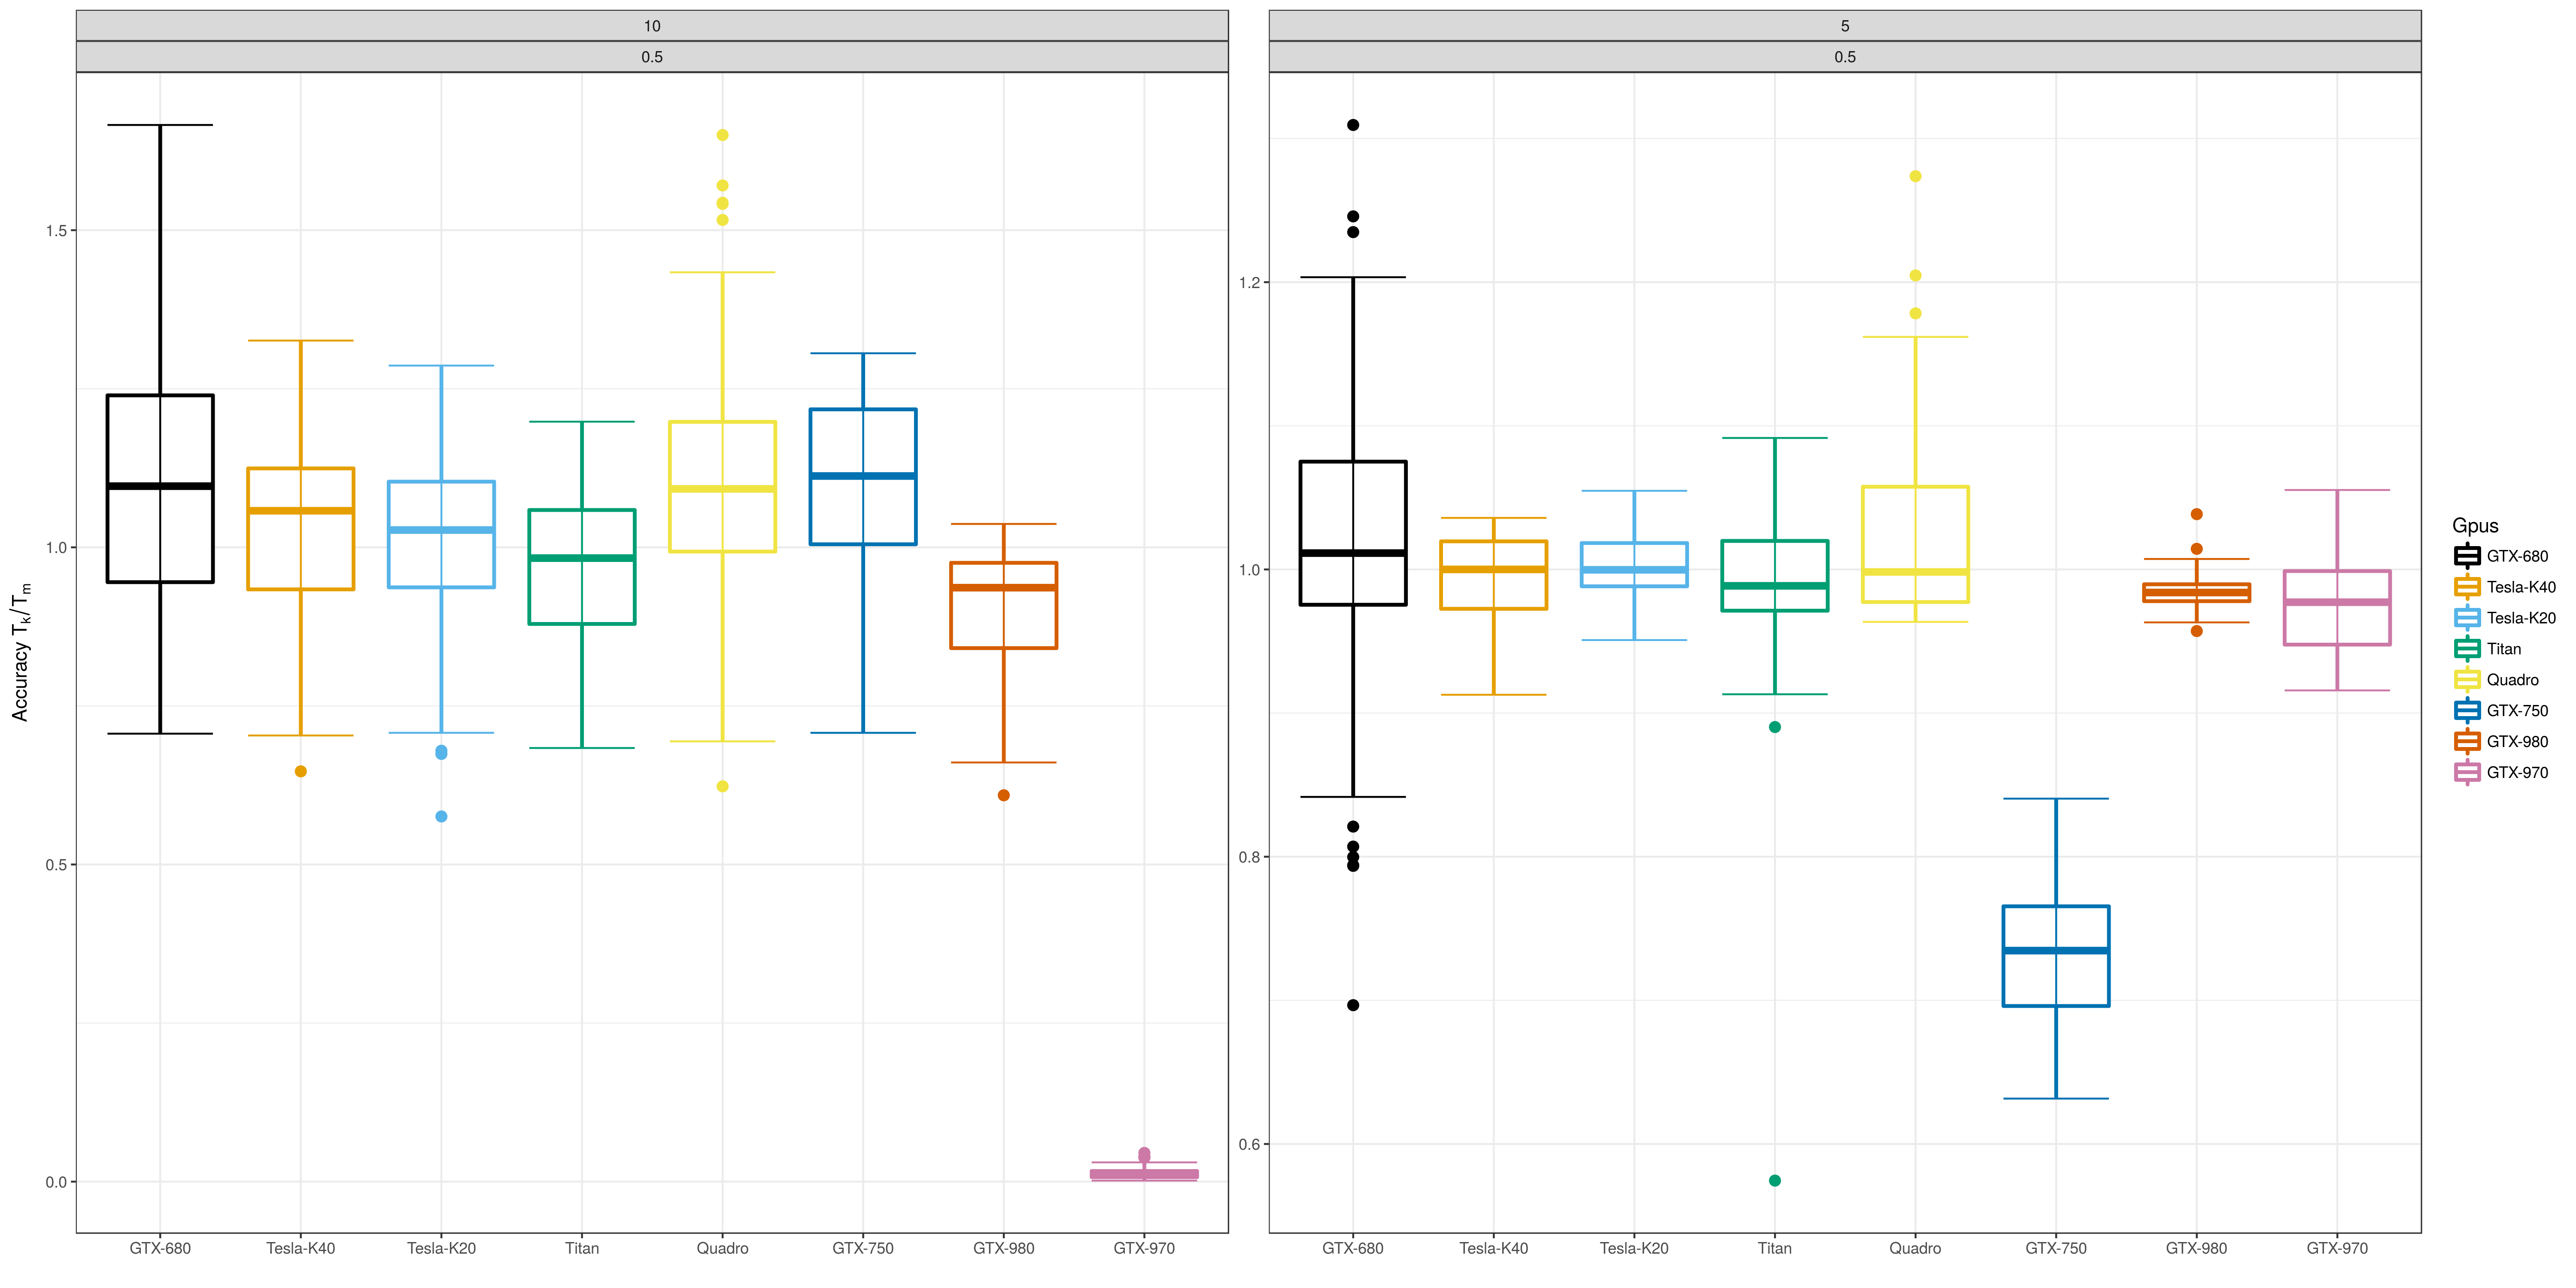 10
0.5
5
0.5
Accuracy Tk/Tm
1.5
1.0
0.5
0.0
GTX-680 Tesla-K40 Tesla-K20 Titan Quadro GTX-750 GTX-980 GTX-970
1.2
1.0
0.8
0.6
GTX-680 Tesla-K40 Tesla-K20 Titan Quadro GTX-750 GTX-980 GTX-970
Gpus
GTX-680
Tesla-K40
Tesla-K20
Titan
Quadro
GTX-750
GTX-980
GTX-970